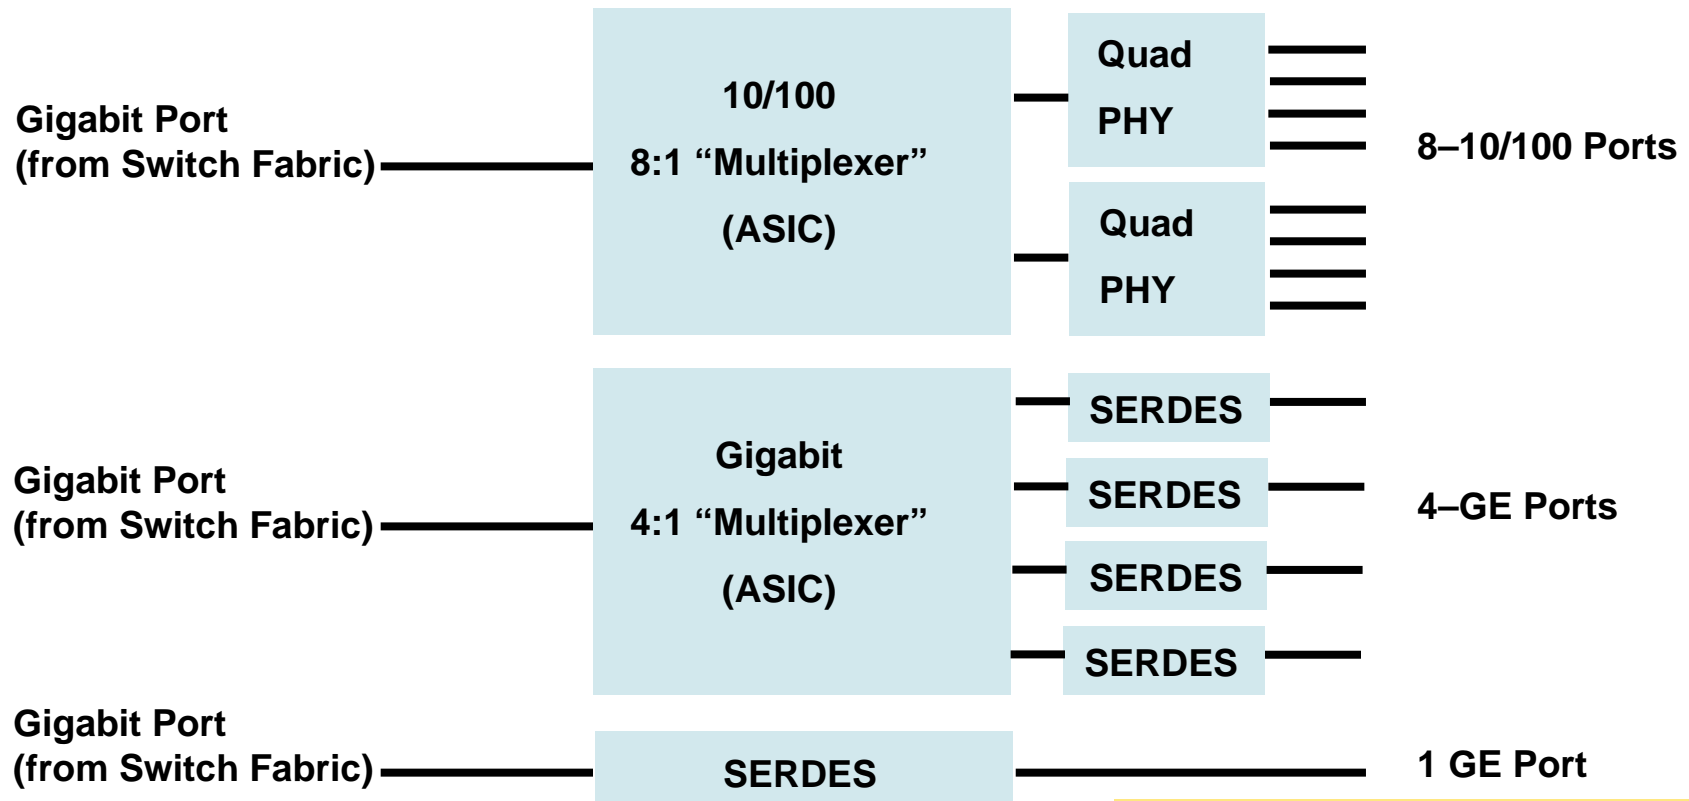 Gigabit Port
(from Switch Fabric)
10/100
8:1 “Multiplexer”
(ASIC)
Quad
PHY
Quad
PHY
8–10/100 Ports
Gigabit Port
(from Switch Fabric)
Gigabit
4:1 “Multiplexer”
(ASIC)
SERDES
SERDES
SERDES
SERDES
4–GE Ports
Gigabit Port
(from Switch Fabric)
SERDES
1 GE Port